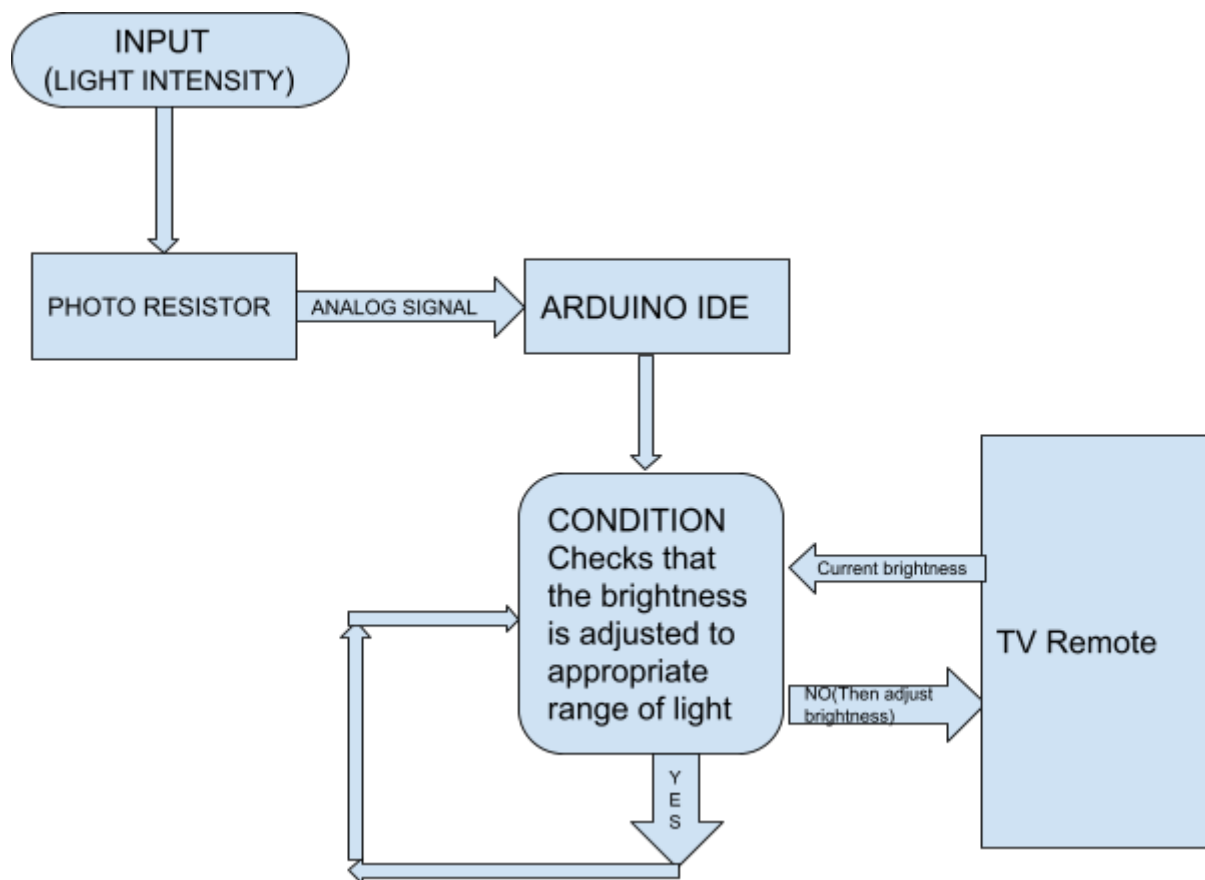 INPUT
(LIGHT INTENSITY)
PHOTO RESISTOR
ANALOG SIGNAL
ARDUINO IDE
CONDITION
Checks that
the brightness
is adjusted to
appropriate
range of light
Current brightness
TV Remote
NO(Then adjust
brightness)
Y
E
S